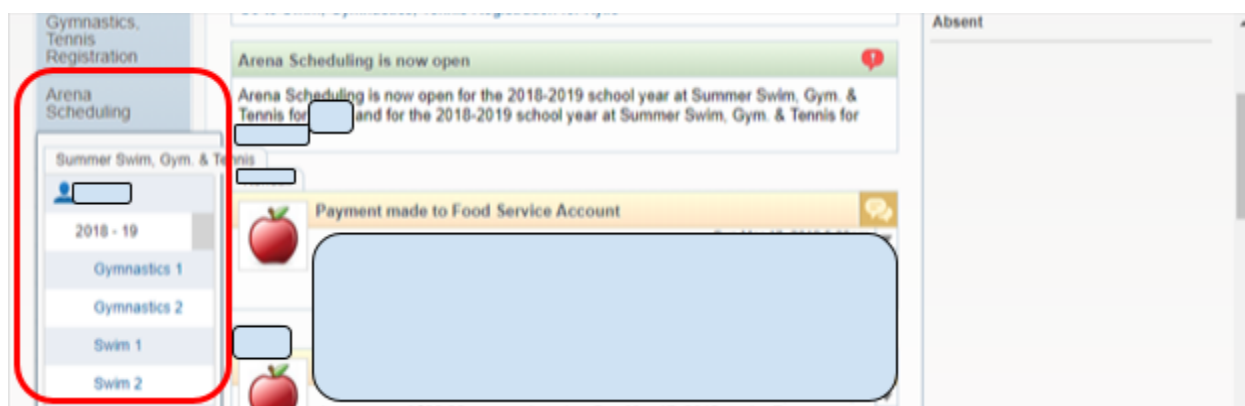 Gymnastics,
Tennis
Registration
Arena
Scheduling
Summer Swim, Gym. & Tennis
2018 - 19
Gymnastics 1
Gymnastics 2
Swim 1
Swim 2
Arena Scheduling is now open
Arena Scheduling is now open for the 2018-2019 school year at Summer Swim, Gym. &
Tennis for and for the 2018-2019 school year at Summer Swim, Gym. & Tennis for
Payment made to Food Service Account
Absent